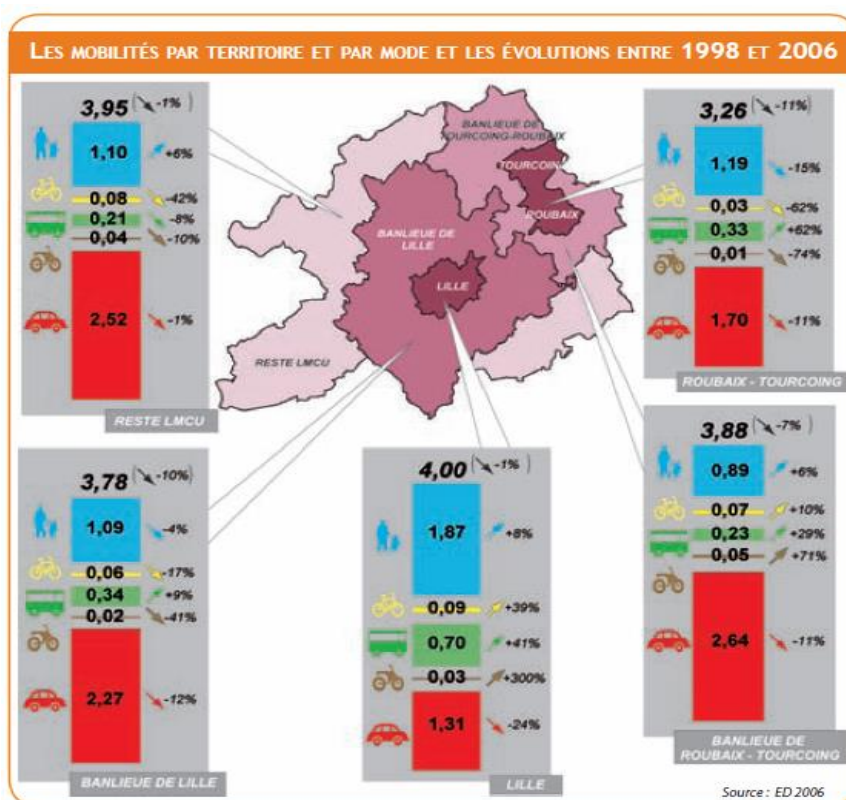 LES MOBILITÉS PAR TERRITOIRE ET PAR MODE ET LES ÉVOLUTIONS ENTRE 1998 ET 2006
3,95 (-1%)
1,10 +6%
0,08 -42%
0,21 -8%
0,04 -10%
2,52 -1%
RESTE LMCU
BANLIEUE DE
TOURCOING-ROUBAIX
TOURCOING
ROUBAIX
BANLIEUE DE
LILLE
LILLE
RESTE LMCU
3,26 (-11%)
1,19 -15%
0,03 -62%
0,33 +62%
0,01 -74%
1,70 -11%
ROUBAIX - TOURCOING
3,78 (-10%)
1,09 -4%
0,06 -17%
0,34 +9%
0,02 -41%
2,27 -12%
BANLIEUE DE LILLE
4,00 (-1%)
1,87 +8%
0,09 +39%
0,70 +41%
0,03 +300%
1,31 -24%
LILLE
3,88 (-7%)
0,89 +6%
0,07 +10%
0,23 +29%
0,05 +71%
2,64 -11%
BANLIEUE DE
ROUBAIX - TOURCOING
Source : ED 2006